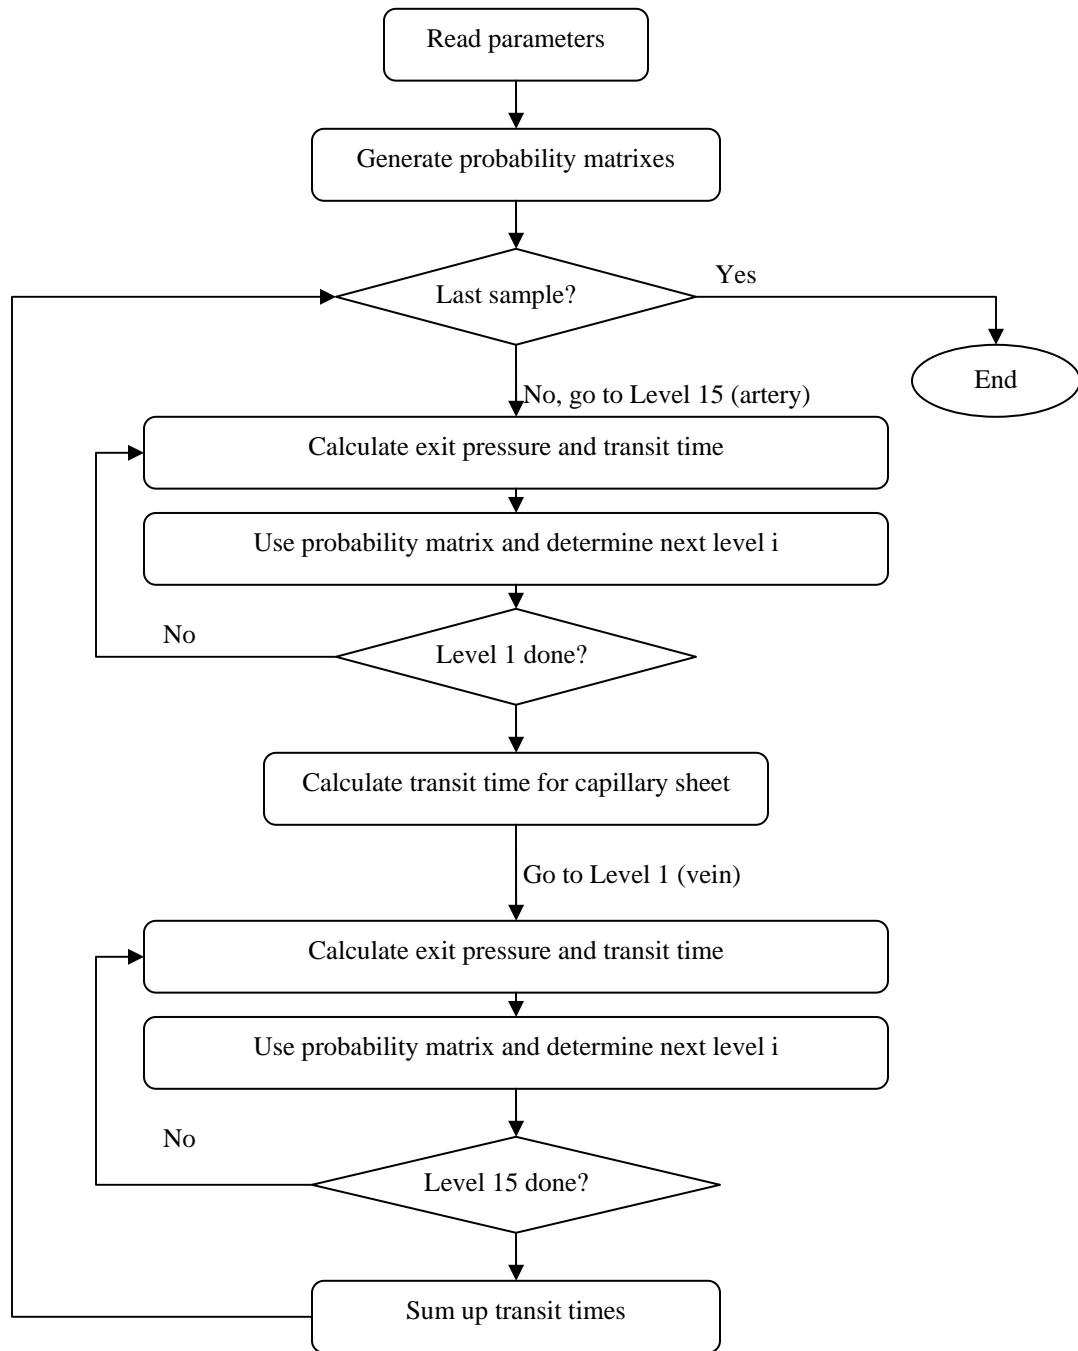 Read parameters
Generate probability matrixes
Last sample?
Yes
End
No, go to Level 15 (artery)
Calculate exit pressure and transit time
Use probability matrix and determine next level i
No
Level 1 done?
Calculate transit time for capillary sheet
Go to Level 1 (vein)
Calculate exit pressure and transit time
Use probability matrix and determine next level i
No
Level 15 done?
Sum up transit times